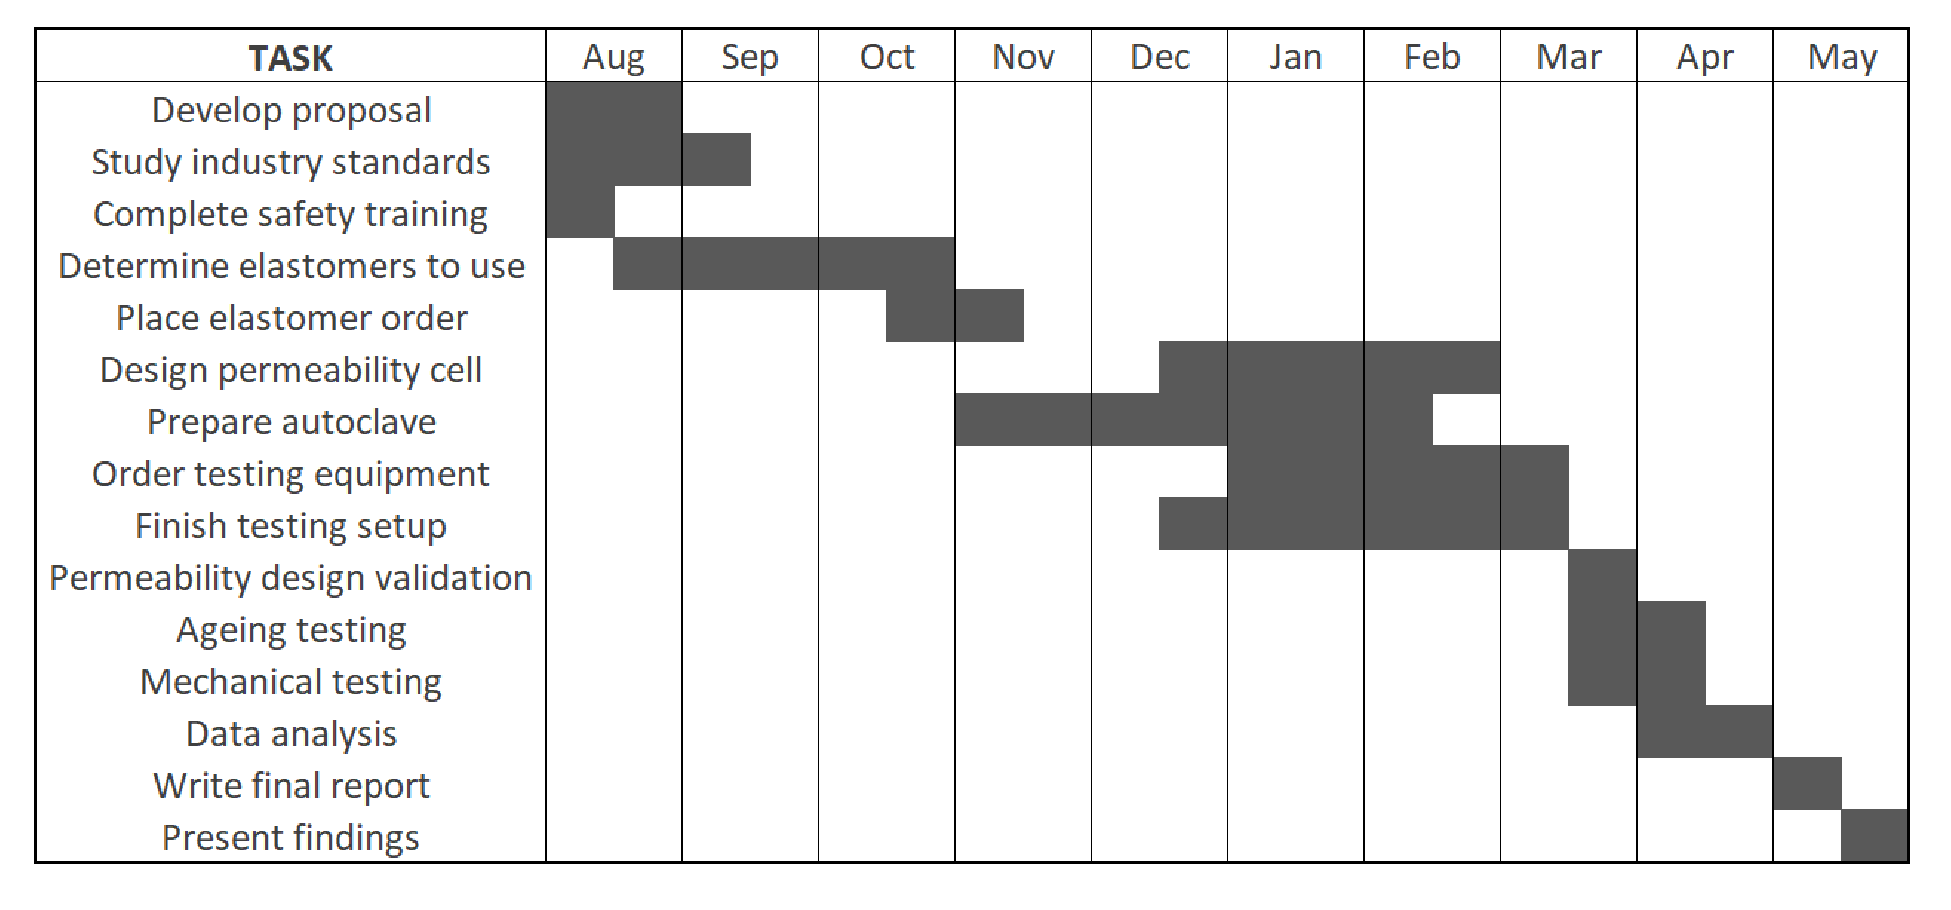 TASK Aug Sep Oct Nov Dec Jan Feb Mar Apr May
Develop proposal
Study industry standards
Complete safety training
Determine elastomers to use
Place elastomer order
Design permeability cell
Prepare autoclave
Order testing equipment
Finish testing setup
Permeability design validation
Ageing testing
Mechanical testing
Data analysis
Write final report
Present findings